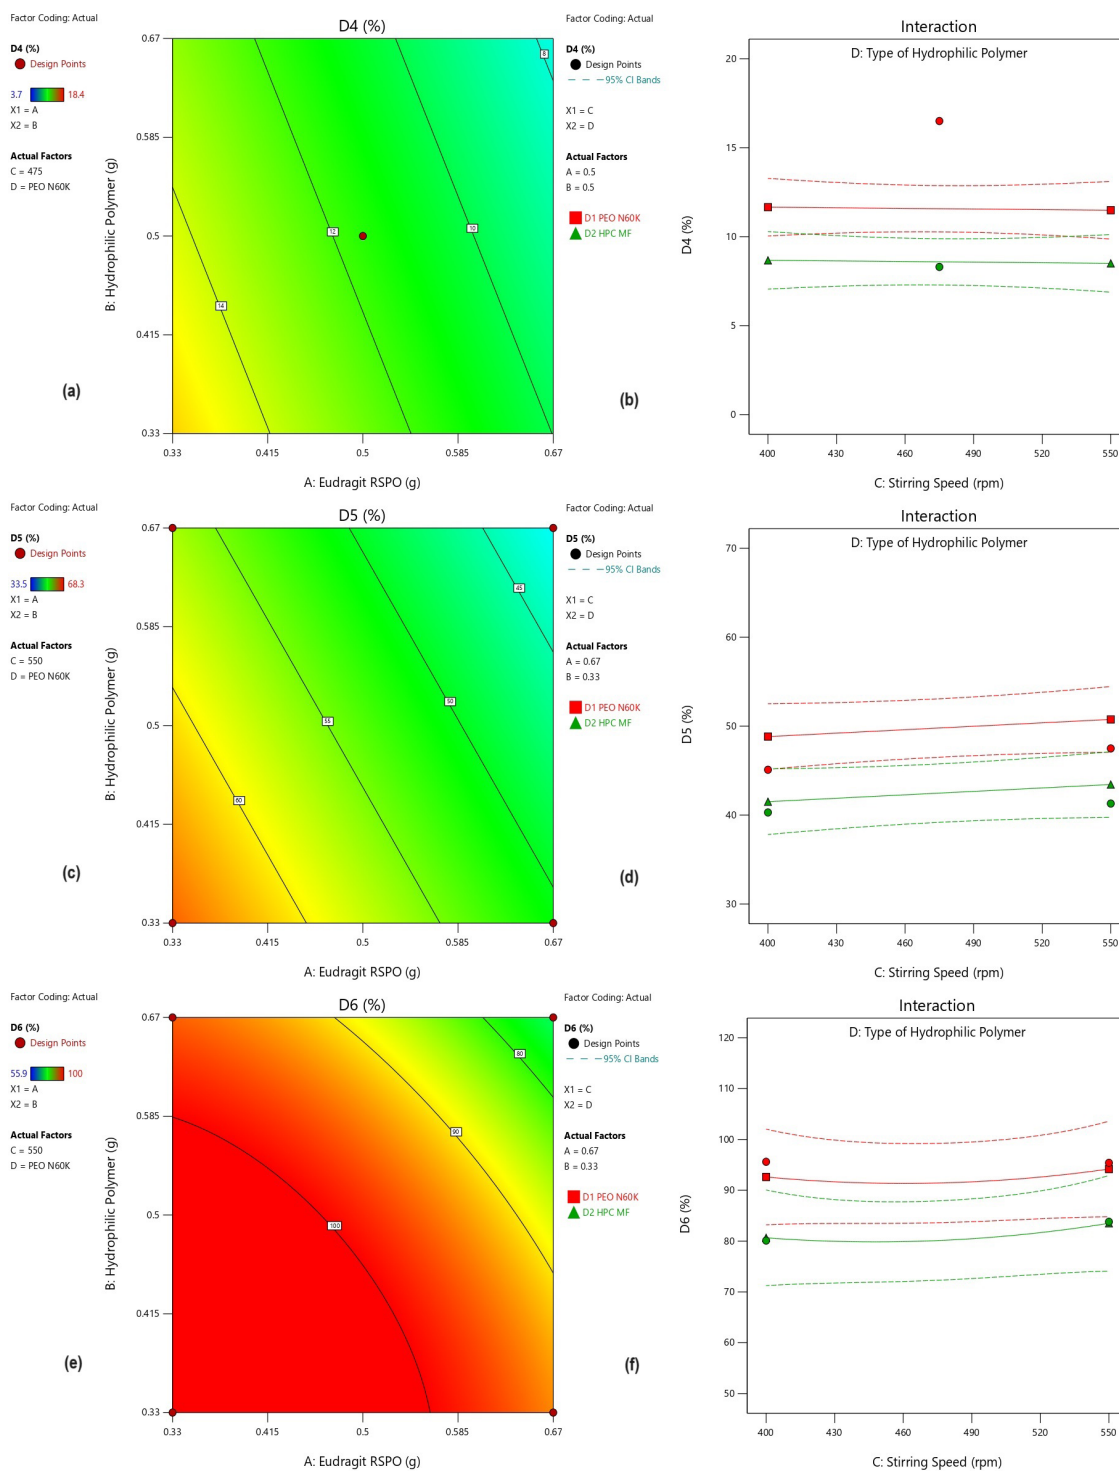 Factor Coding: Actual
D4 (%)
Design Points
3.7 18.4
X1 = A
X2 = B
Actual Factors
C = 475
D = PEO N60K
(a)
D4 (%)
B: Hydrophilic Polymer (g)
0.67
0.585
0.5
0.415
0.33
8
10
12
14
0.33 0.415 0.5 0.585 0.67
A: Eudragit RSPO (g)
Factor Coding: Actual
D4 (%)
Design Points
95% CI Bands
X1 = C
X2 = D
Actual Factors
A = 0.5
B = 0.5
D1 PEO N60K
D2 HPC MF
(b)
Interaction
D: Type of Hydrophilic Polymer
D4 (%)
20
15
10
5
0
400 430 460 490 520 550
C: Stirring Speed (rpm)
Factor Coding: Actual
D5 (%)
Design Points
33.5 68.3
X1 = A
X2 = B
Actual Factors
C = 550
D = PEO N60K
(c)
D5 (%)
B: Hydrophilic Polymer (g)
0.67
0.585
0.5
0.415
0.33
45
50
55
60
0.33 0.415 0.5 0.585 0.67
A: Eudragit RSPO (g)
Factor Coding: Actual
D5 (%)
Design Points
95% CI Bands
X1 = C
X2 = D
Actual Factors
A = 0.67
B = 0.33
D1 PEO N60K
D2 HPC MF
(d)
Interaction
D: Type of Hydrophilic Polymer
D5 (%)
70
60
50
40
30
400 430 460 490 520 550
C: Stirring Speed (rpm)
Factor Coding: Actual
D6 (%)
Design Points
55.9 100
X1 = A
X2 = B
Actual Factors
C = 550
D = PEO N60K
(e)
D6 (%)
B: Hydrophilic Polymer (g)
0.67
0.585
0.5
0.415
0.33
80
90
100
0.33 0.415 0.5 0.585 0.67
A: Eudragit RSPO (g)
Factor Coding: Actual
D6 (%)
Design Points
95% CI Bands
X1 = C
X2 = D
Actual Factors
A = 0.67
B = 0.33
D1 PEO N60K
D2 HPC MF
(f)
Interaction
D: Type of Hydrophilic Polymer
D6 (%)
120
110
100
90
80
70
60
50
400 430 460 490 520 550
C: Stirring Speed (rpm)